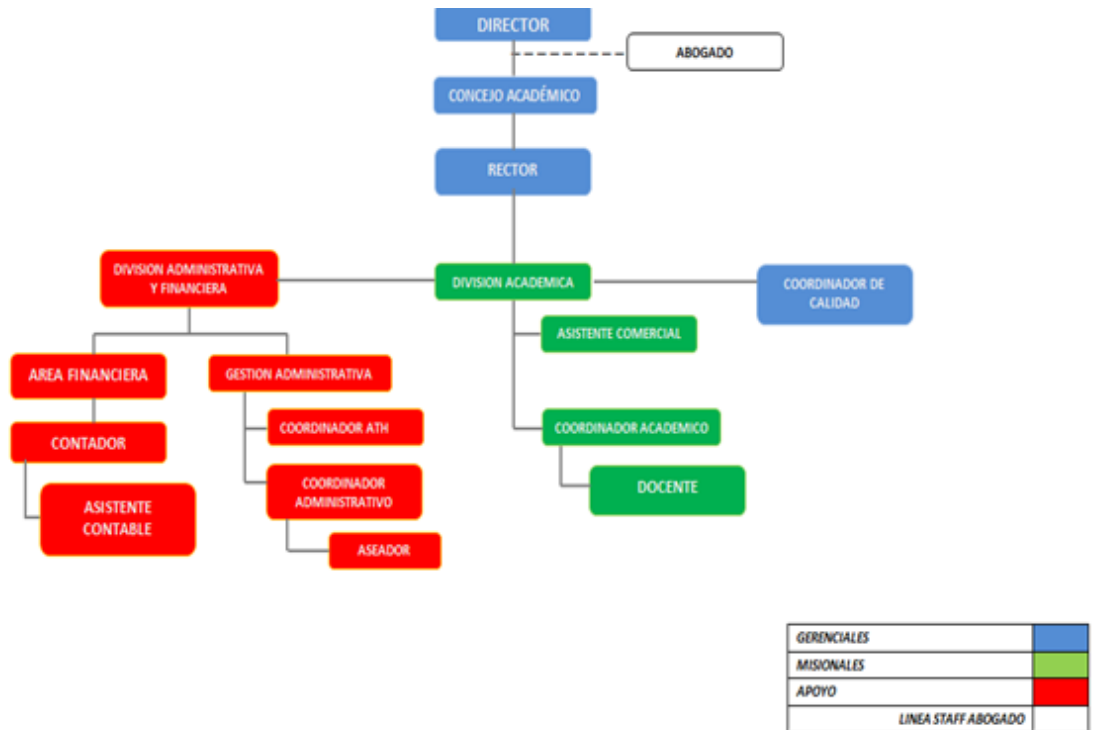 DIRECTOR
ABOGADO
CONCEJO ACADÉMICO
RECTOR
DIVISION ADMINISTRATIVA
Y FINANCIERA
DIVISION ACADEMICA
COORDINADOR DE
CALIDAD
ASISTENTE COMERCIAL
AREA FINANCIERA
GESTION ADMINISTRATIVA
COORDINADOR ATH
COORDINADOR ACADEMICO
CONTADOR
COORDINADOR
ADMINISTRATIVO
DOCENTE
ASISTENTE
CONTABLE
ASEADOR
GERENCIALES
MISIONALES
APOYO
LINEA STAFF ABOGADO